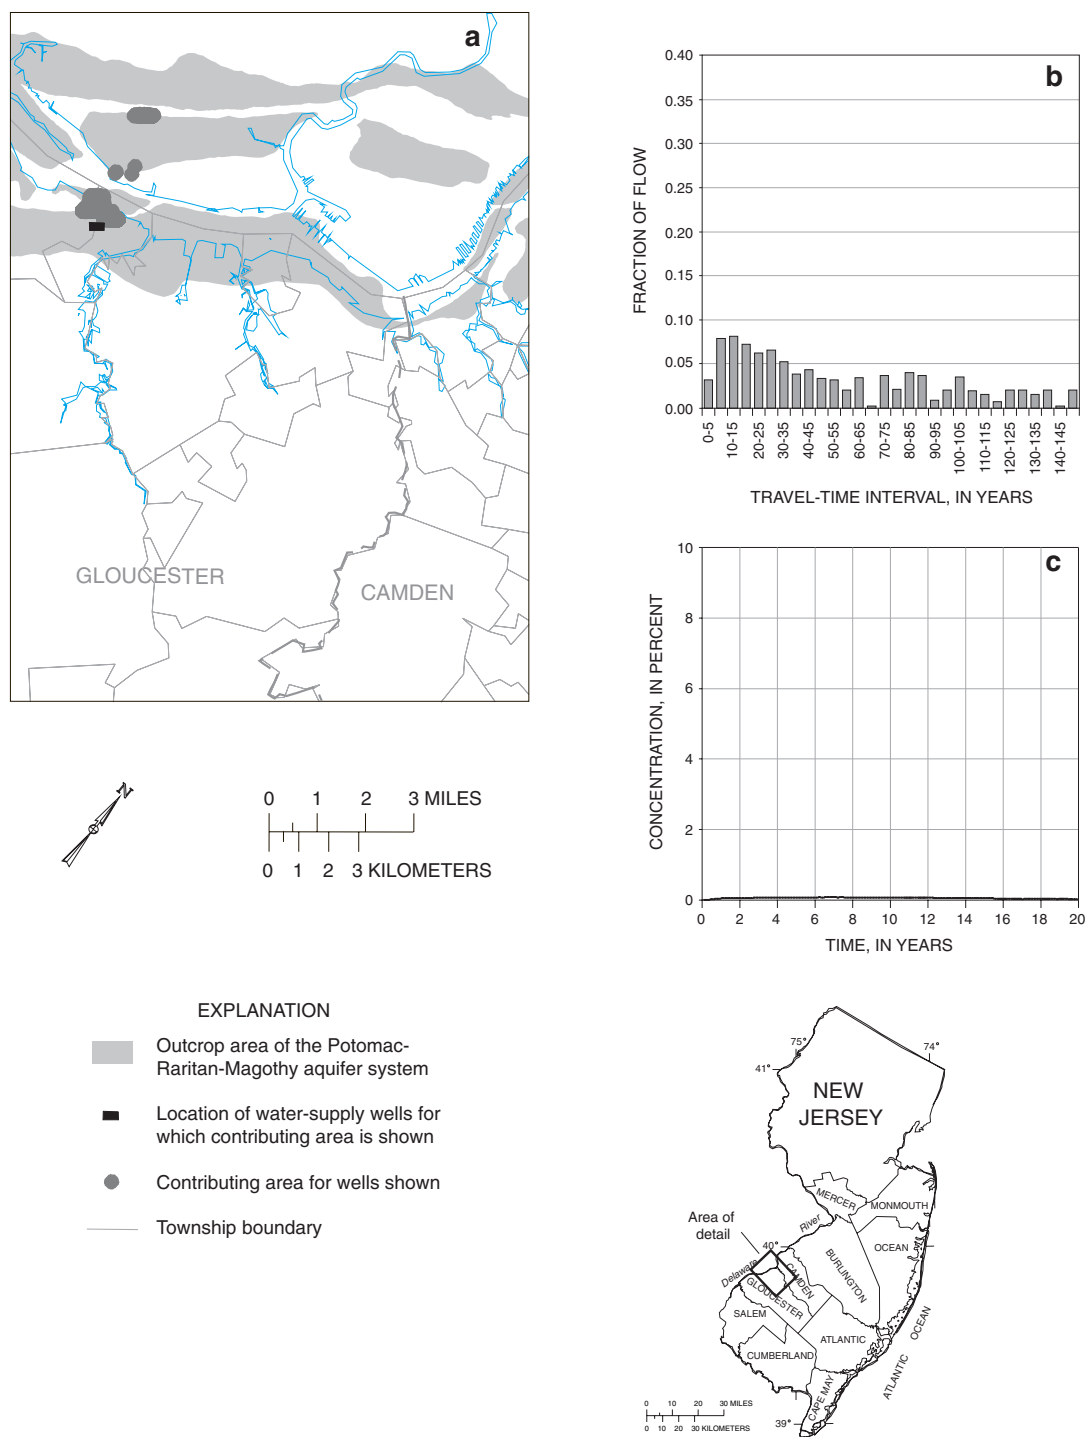 a
GLOUCESTER
CAMDEN
N
0 1 2 3 MILES
0 1 2 3 KILOMETERS
b
FRACTION OF FLOW
0.40
0.35
0.30
0.25
0.20
0.15
0.10
0.05
0.00
0-5
10-15
20-25
30-35
40-45
50-55
60-65
70-75
80-85
90-95
100-105
110-115
120-125
130-135
140-145
TRAVEL-TIME INTERVAL, IN YEARS
c
CONCENTRATION, IN PERCENT
10
8
6
4
2
0
0 2 4 6 8 10 12 14 16 18 20
TIME, IN YEARS
EXPLANATION
Outcrop area of the Potomac-
Raritan-Magothy aquifer system
Location of water-supply wells for
which contributing area is shown
Contributing area for wells shown
Township boundary
75°
74°
41°
NEW
JERSEY
MERCER
MONMOUTH
Area of
detail
River
40°
OCEAN
Delaware
CAMDEN
BURLINGTON
GLOUCESTER
SALEM
ATLANTIC
CUMBERLAND
CAPE MAY
ATLANTIC OCEAN
39°
0 10 20 30 MILES
0 10 20 30 KILOMETERS